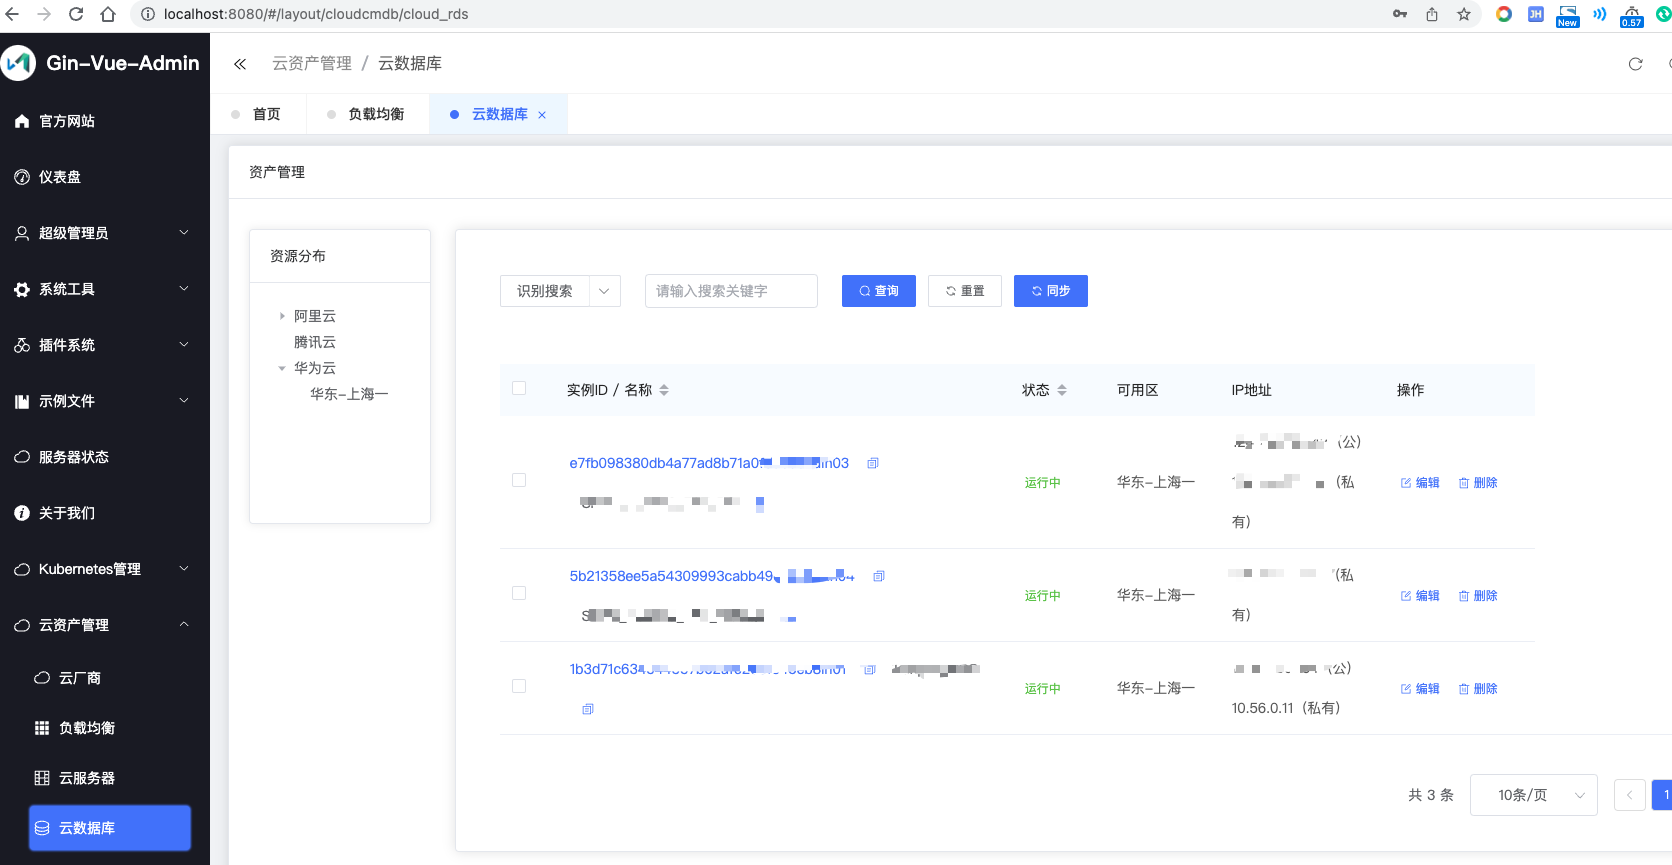 localhost:8080/#/layout/cloudcmdb/cloud_rds
JH
New
0.57
Gin-Vue-Admin
云资产管理 / 云数据库
首页
负载均衡
云数据库
官方网站
仪表盘
超级管理员
系统工具
插件系统
示例文件
服务器状态
关于我们
Kubernetes管理
云资产管理
云厂商
负载均衡
云服务器
云数据库
资产管理
资源分布
阿里云
腾讯云
华为云
华东-上海一
识别搜索
请输入搜索关键字
查询
重置
同步
实例ID / 名称 状态 可用区 IP地址 操作
e7fb098380db4a77ad8b71a0 in03
运行中 华东-上海一 (公) (私有) 编辑 删除
5b21358ee5a54309993cabb49
运行中 华东-上海一 (私有) 编辑 删除
1b3d71c634
运行中 华东-上海一 (公) 10.56.0.11 (私有) 编辑 删除
共 3 条
10条/页
1